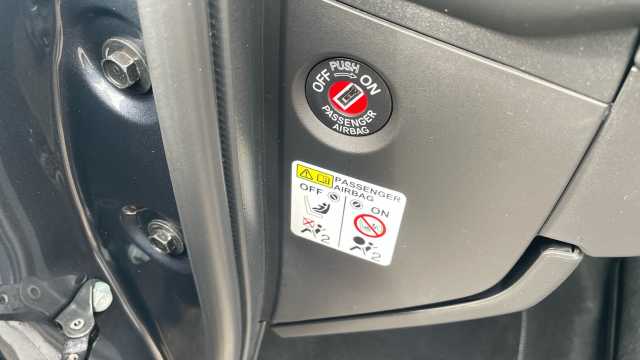 PUSH
OFF ON
PASSENGER
AIRBAG
PASSENGER
AIRBAG
OFF
ON
2
2